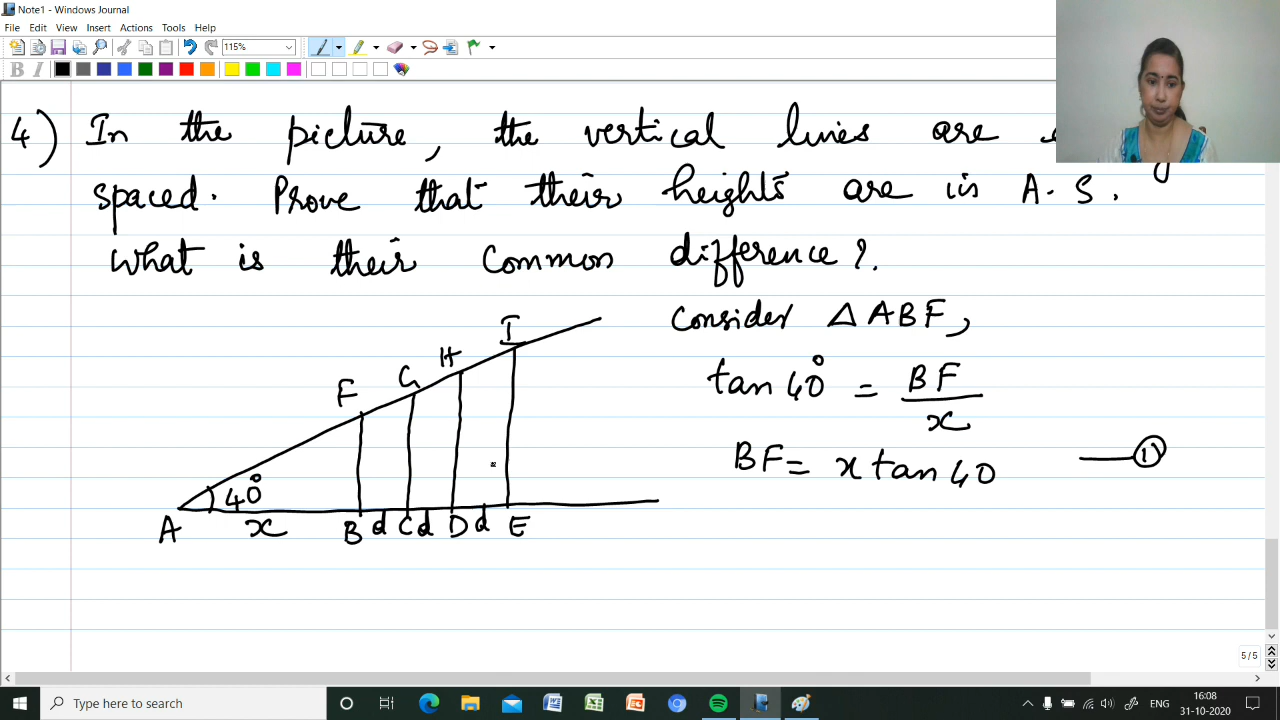 Note1 - Windows Journal
File Edit View Insert Actions Tools Help
115%
B I
4) In the picture, the vertical lines are
spaced. Prove that their heights are in A.S.
What is their common difference?
Consider △ABF,
tan 40° = BF/x
BF = x tan 40 —— ①
I
H
G
F
40°
A x B d C d D d E
5/5
Type here to search
ENG
16:08
31-10-2020